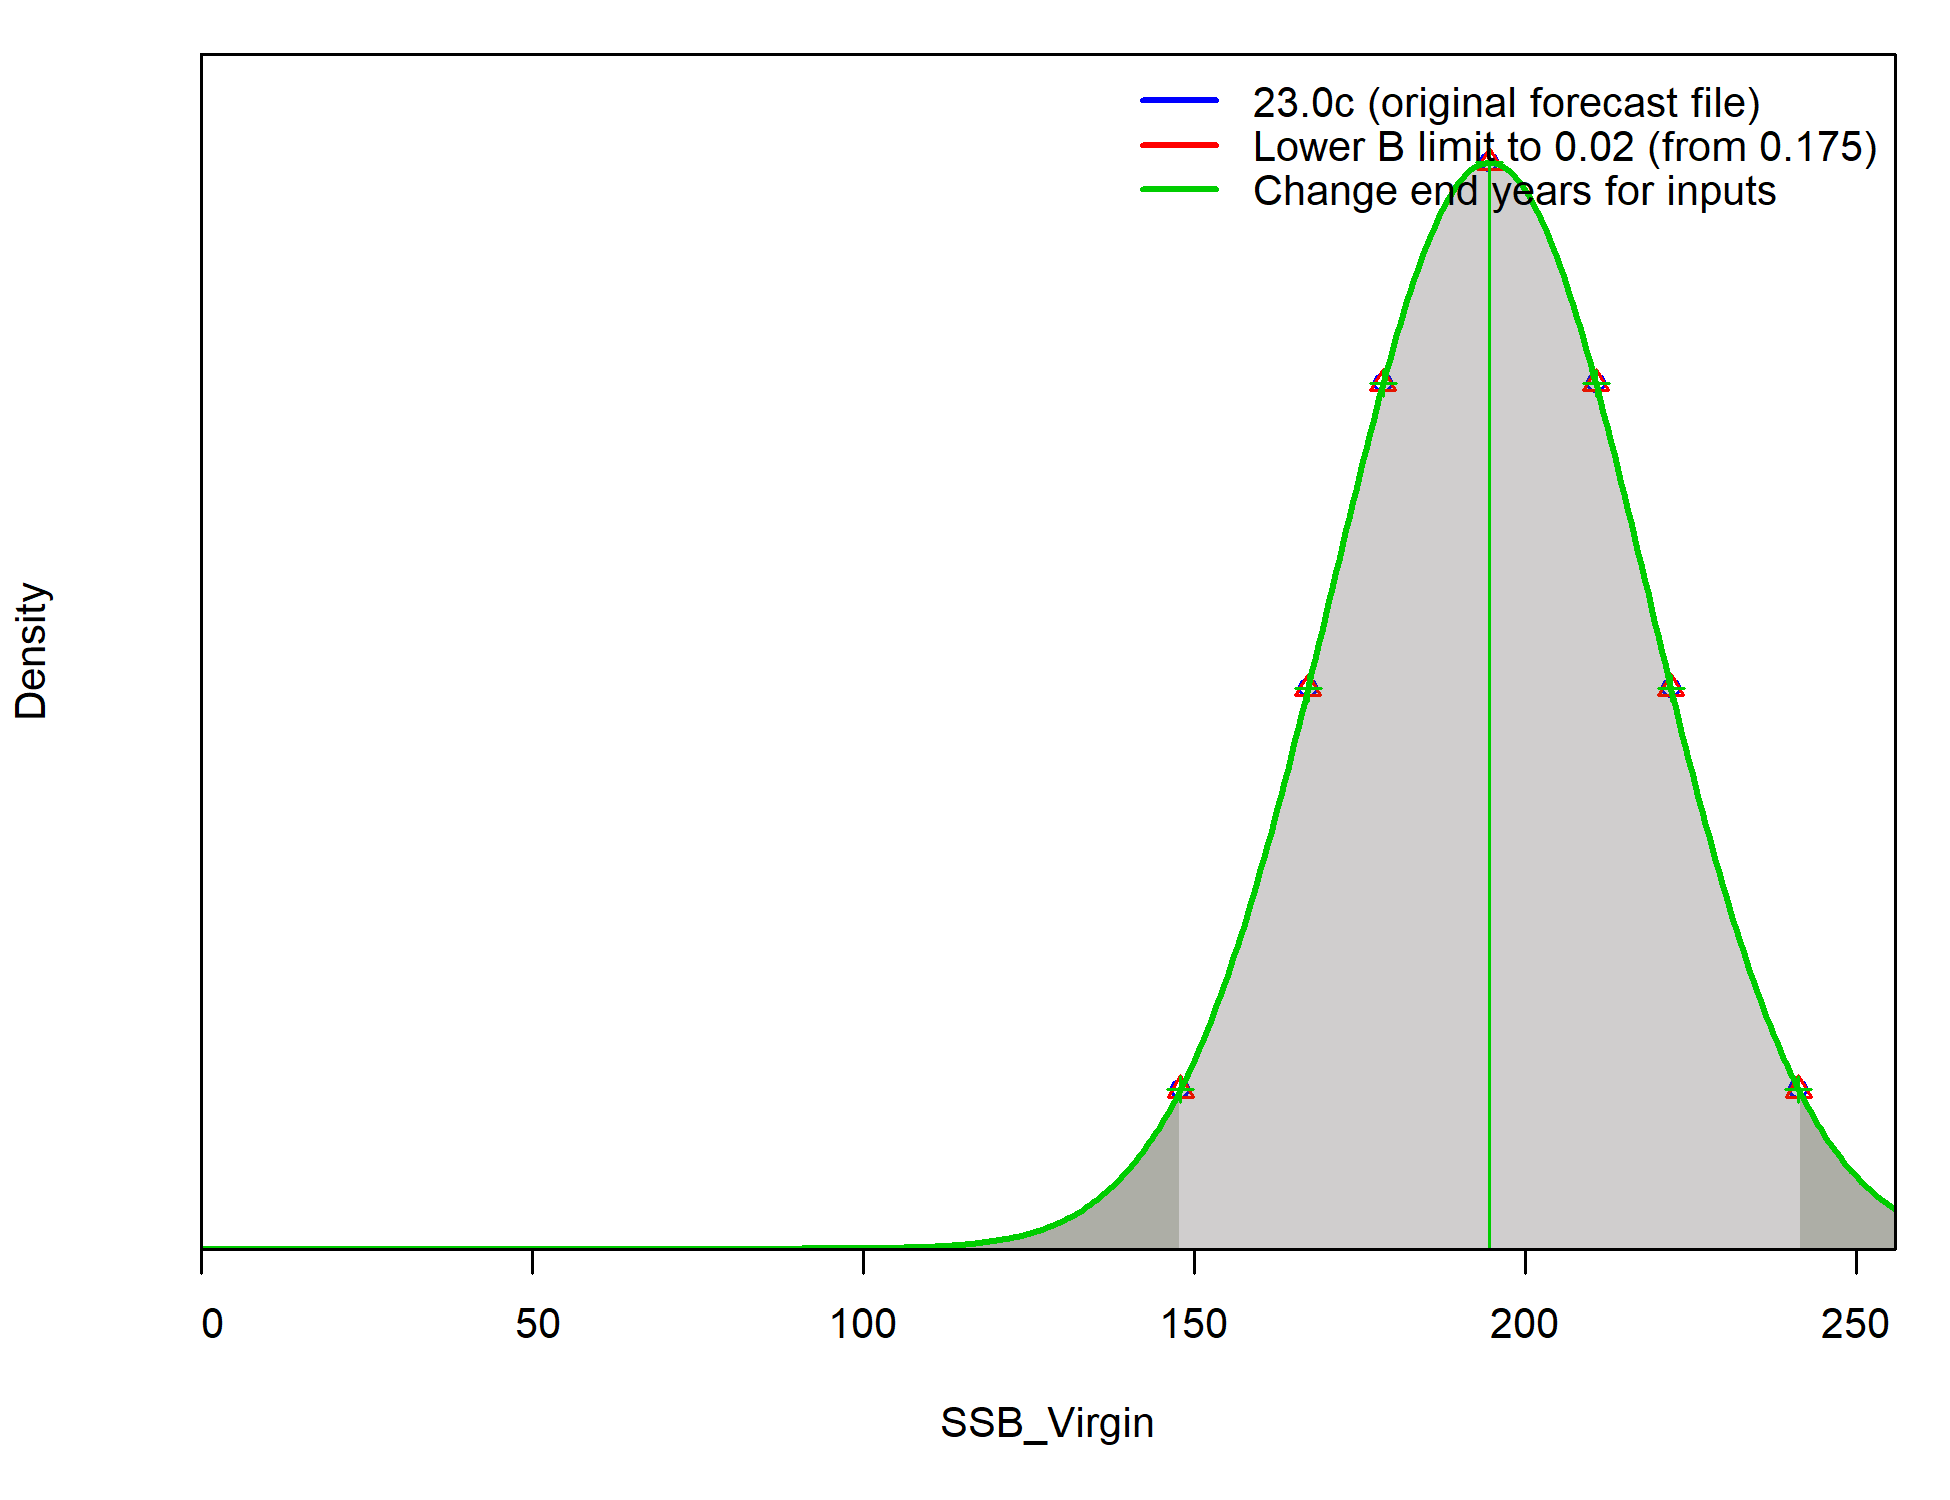 23.0c (original forecast file)
Lower B limit to 0.02 (from 0.175)
Change end years for inputs
Density
0 50 100 150 200 250
SSB_Virgin